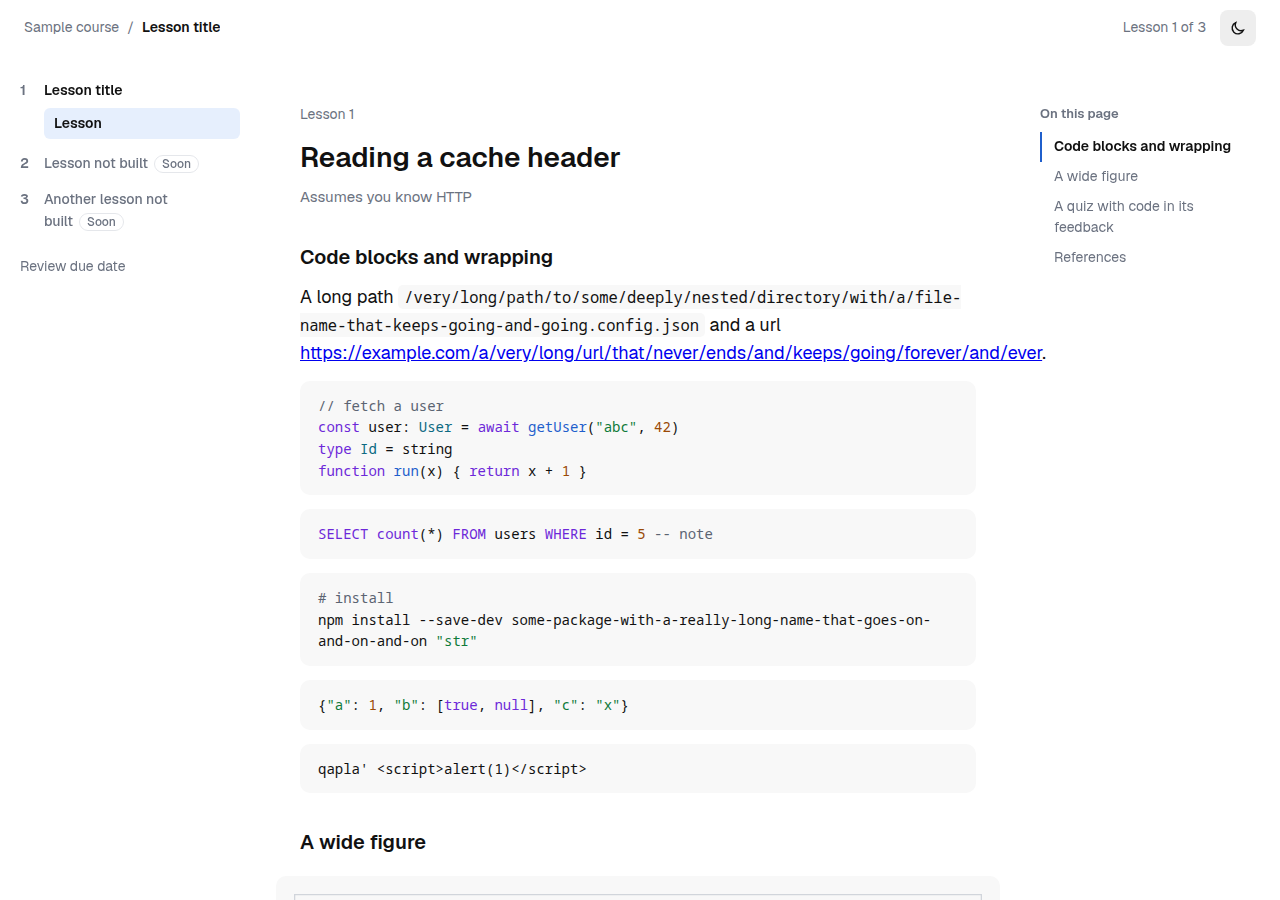 Sample course / Lesson title
Lesson 1 of 3
1 Lesson title
Lesson
2 Lesson not built Soon
3 Another lesson not
built Soon
Review due date
Lesson 1
Reading a cache header
Assumes you know HTTP
Code blocks and wrapping
A long path /very/long/path/to/some/deeply/nested/directory/with/a/file-
name-that-keeps-going-and-going.config.json and a url
https://example.com/a/very/long/url/that/never/ends/and/keeps/going/forever/and/ever.
// fetch a user
const user: User = await getUser("abc", 42)
type Id = string
function run(x) { return x + 1 }
SELECT count(*) FROM users WHERE id = 5 -- note
# install
npm install --save-dev some-package-with-a-really-long-name-that-goes-on-
and-on-and-on "str"
{"a": 1, "b": [true, null], "c": "x"}
qapla' <script>alert(1)</script>
A wide figure
On this page
Code blocks and wrapping
A wide figure
A quiz with code in its
feedback
References